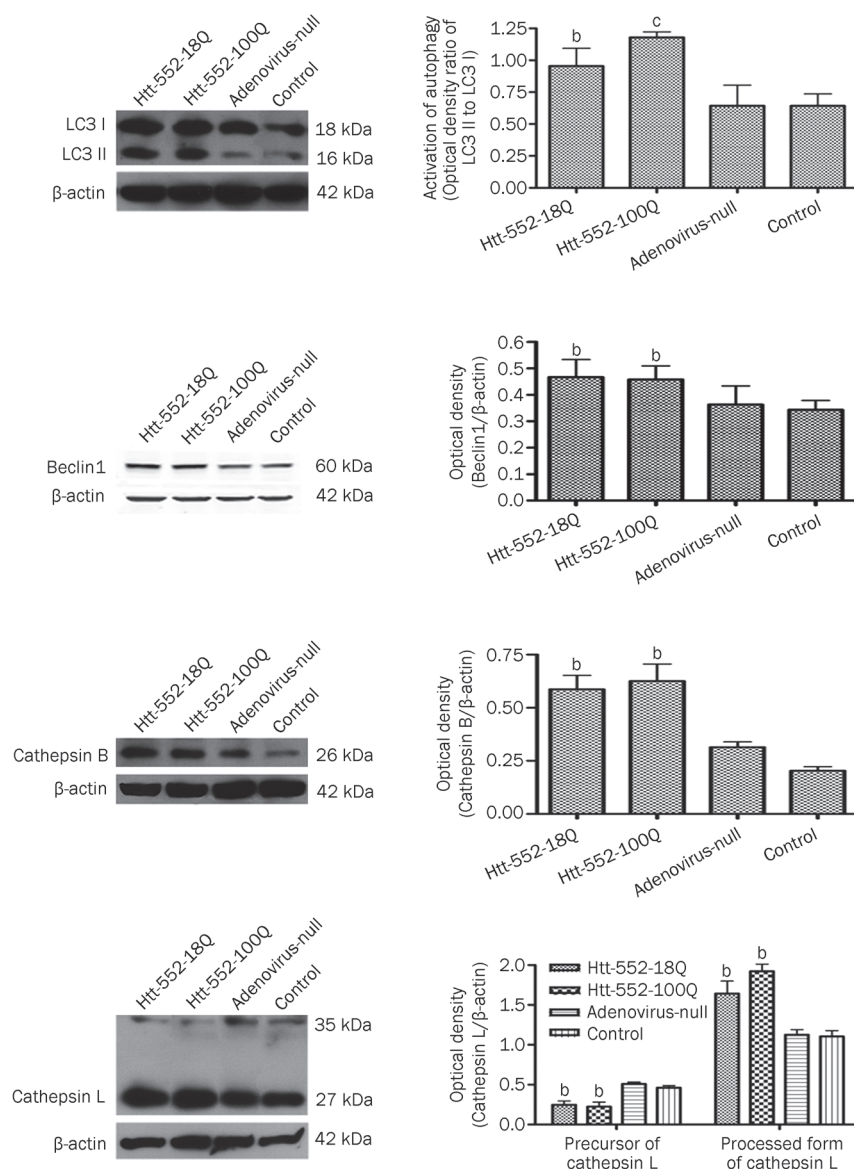 Htt-552-18Q
Htt-552-100Q
Adenovirus-null
Control
LC3 I
18 kDa
LC3 II
16 kDa
β-actin
42 kDa
Activation of autophagy
(Optical density ratio of
LC3 II to LC3 I)
1.25
1.00
0.75
0.50
0.25
0.00
b
c
Htt-552-18Q
Htt-552-100Q
Adenovirus-null
Control
Htt-552-18Q
Htt-552-100Q
Adenovirus-null
Control
Beclin1
60 kDa
β-actin
42 kDa
Optical density
(Beclin1/β-actin)
0.6
0.5
0.4
0.3
0.2
0.1
0.0
b
b
Htt-552-18Q
Htt-552-100Q
Adenovirus-null
Control
Htt-552-18Q
Htt-552-100Q
Adenovirus-null
Control
Cathepsin B
26 kDa
β-actin
42 kDa
Optical density
(Cathepsin B/β-actin)
0.75
0.50
0.25
0.00
b
b
Htt-552-18Q
Htt-552-100Q
Adenovirus-null
Control
Htt-552-18Q
Htt-552-100Q
Adenovirus-null
Control
35 kDa
Cathepsin L
27 kDa
β-actin
42 kDa
Optical density
(Cathepsin L/β-actin)
2.0
1.5
1.0
0.5
0.0
Htt-552-18Q
Htt-552-100Q
Adenovirus-null
Control
b
b
b
b
Precursor of
cathepsin L
Processed form
of cathepsin L